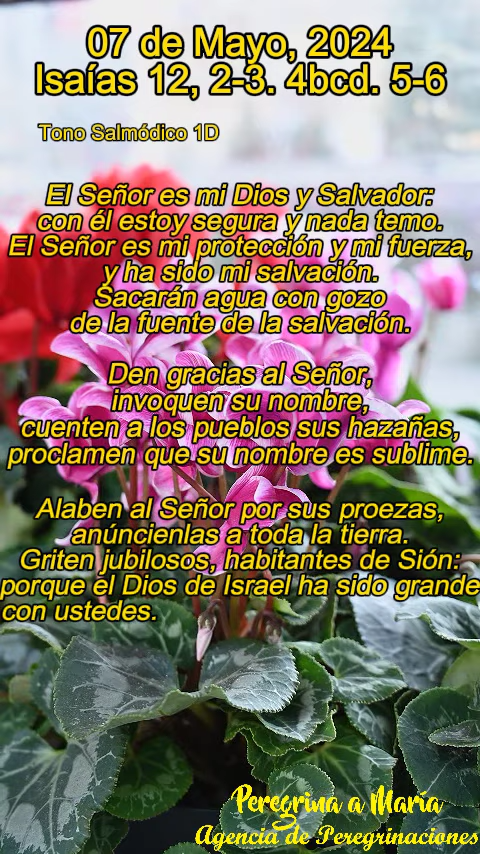 07 de Mayo, 2024
Isaías 12, 2-3. 4bcd. 5-6
Tono Salmódico 1D
El Señor es mi Dios y Salvador:
con él estoy segura y nada temo.
El Señor es mi protección y mi fuerza,
y ha sido mi salvación.
Sacarán agua con gozo
de la fuente de la salvación.
Den gracias al Señor,
invoquen su nombre,
cuenten a los pueblos sus hazañas,
proclamen que su nombre es sublime.
Alaben al Señor por sus proezas,
anúncienlas a toda la tierra.
Griten jubilosos, habitantes de Sión:
porque el Dios de Israel ha sido grande
con ustedes.
Peregrina a María
Agencia de Peregrinaciones